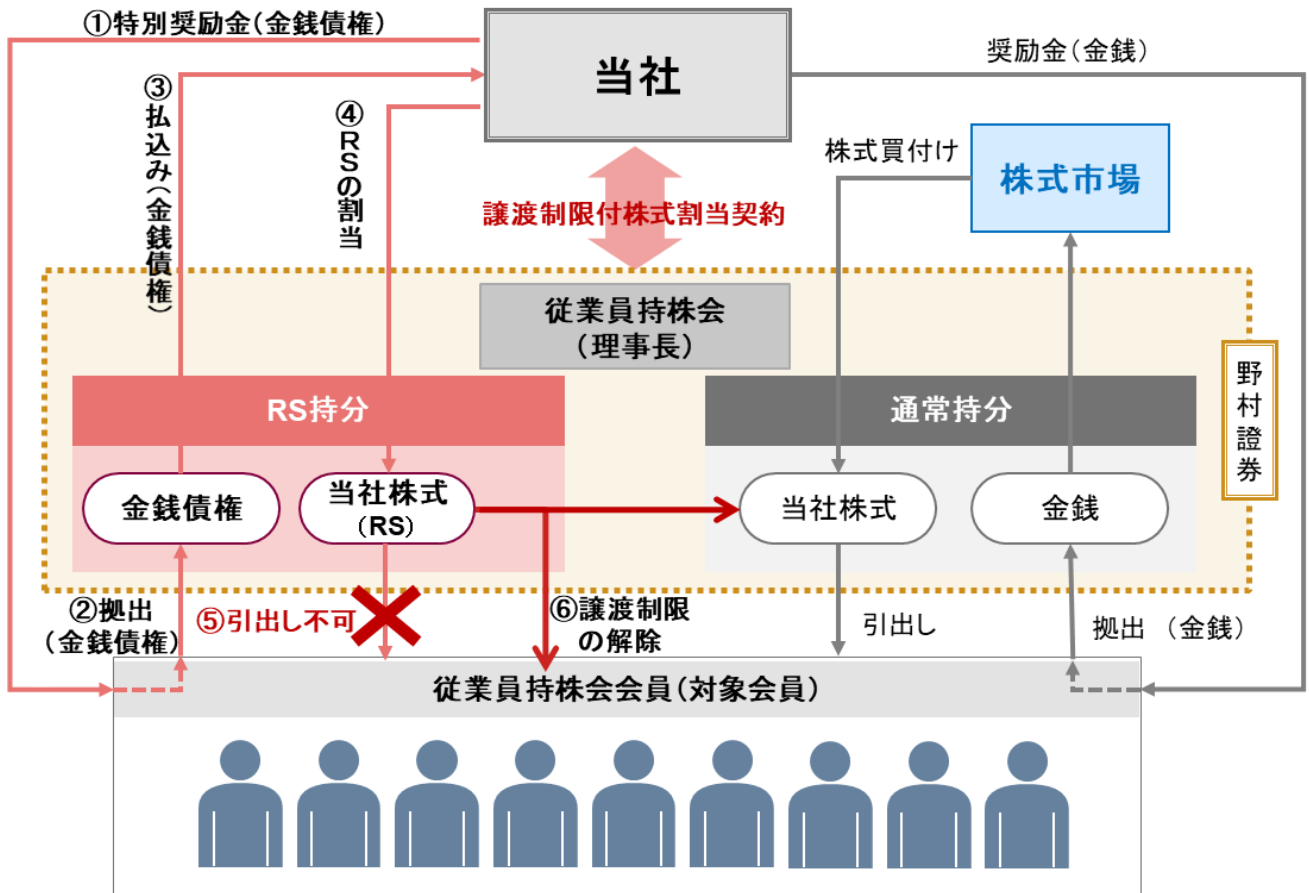 ①特別奨励金(金銭債権)
当社
奨励金(金銭)
③払込み(金銭債権)
④RSの割当
株式買付け
株式市場
譲渡制限付株式割当契約
従業員持株会
(理事長)
野村證券
RS持分
通常持分
金銭債権
当社株式
(RS)
当社株式
金銭
②拠出
(金銭債権)
⑤引出し不可
⑥譲渡制限
の解除
引出し
拠出 (金銭)
従業員持株会会員(対象会員)